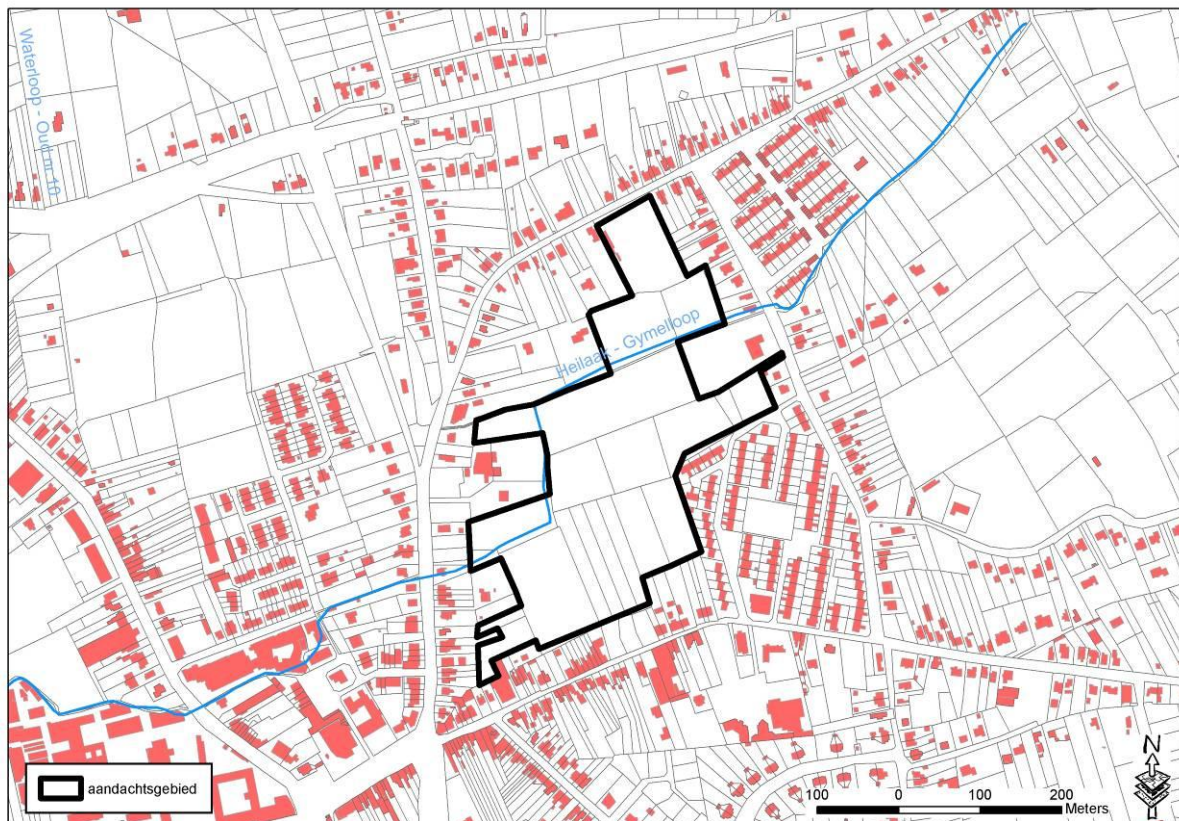 Waterloop - Oud nr 10
Heilaak - Gymelloop
aandachtsgebied
N
100 0 100 200
Meters